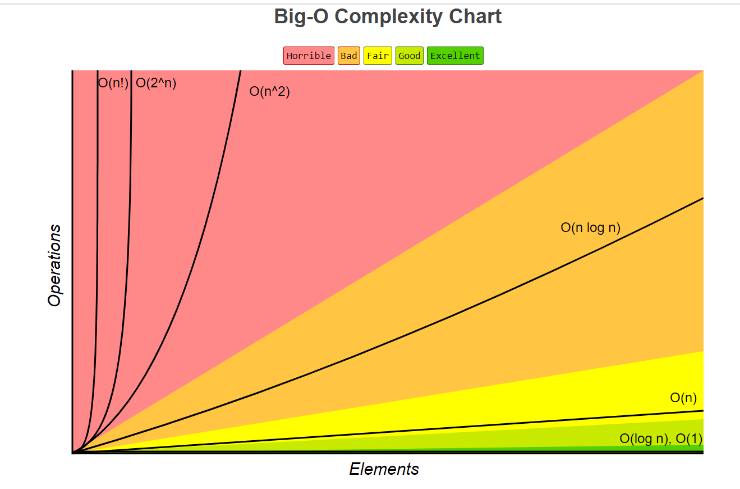 Big-O Complexity Chart
Horrible Bad Fair Good Excellent
O(n!) O(2^n)
O(n^2)
O(n log n)
O(n)
O(log n), O(1)
Operations
Elements